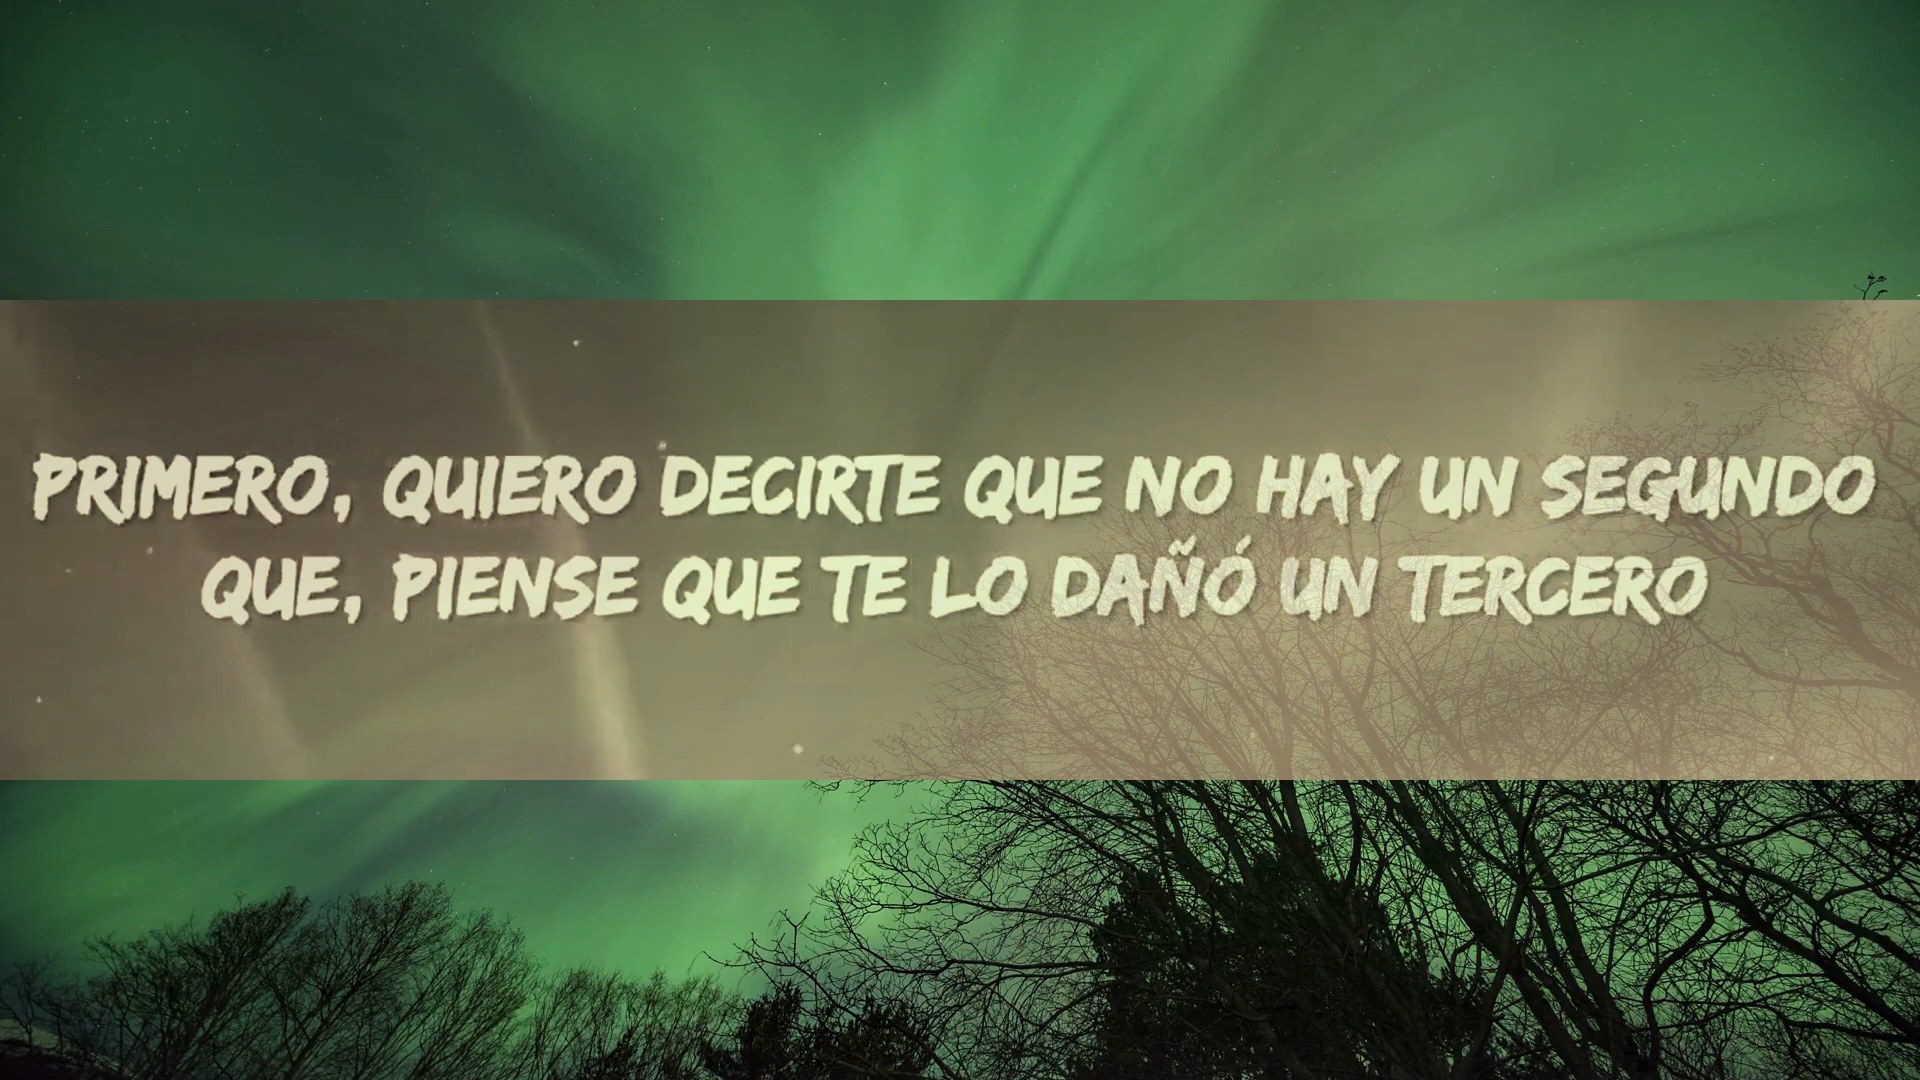 PRIMERO, QUIERO DECIRTE QUE NO HAY UN SEGUNDO
QUE, PIENSE QUE TE LO DAÑÓ UN TERCERO